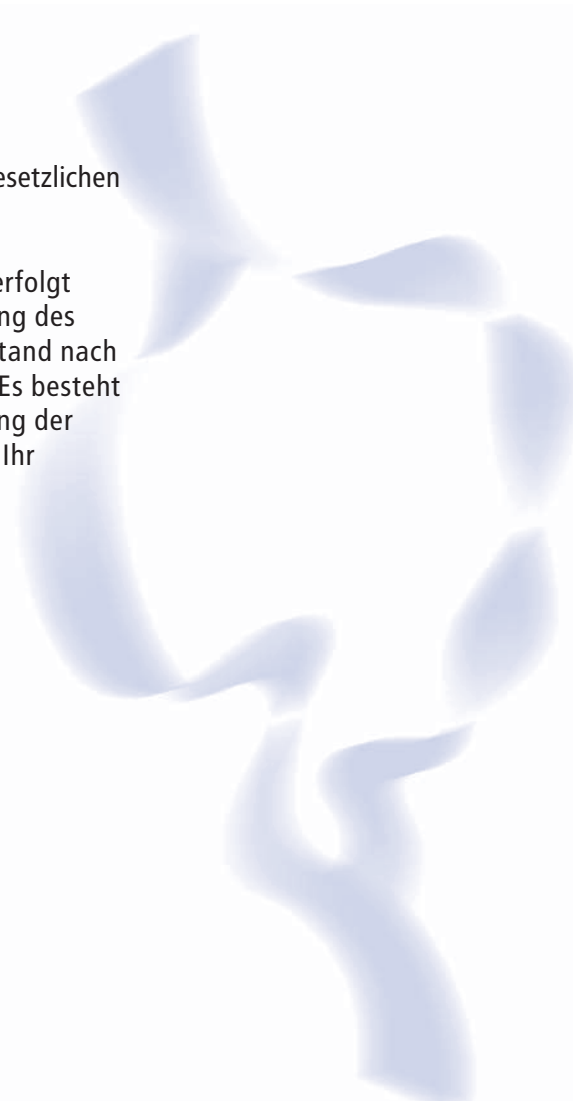 esetzlichen
erfolgt
ng des
tand nach
Es besteht
ng der
Ihr